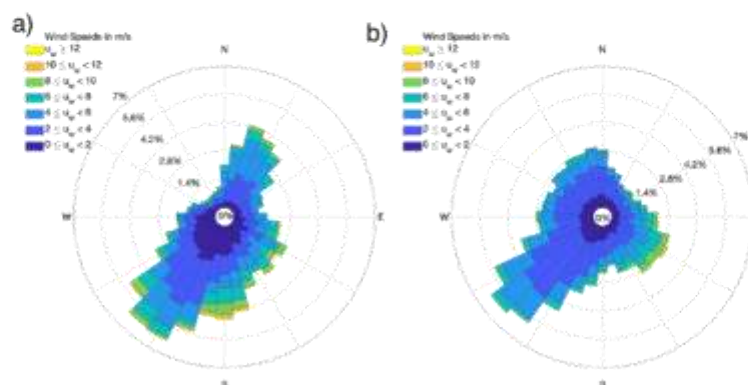 a)
Wind Speeds in m/s
≥ 12
10 ≤ < 12
8 ≤ < 10
6 ≤ < 8
4 ≤ < 6
2 ≤ < 4
0 ≤ < 2
N
7%
5.6%
4.2%
2.8%
1.4%
0%
W
E
S
b)
Wind Speeds in m/s
≥ 12
10 ≤ < 12
8 ≤ < 10
6 ≤ < 8
4 ≤ < 6
2 ≤ < 4
0 ≤ < 2
N
7%
5.6%
4.2%
2.8%
1.4%
0%
W
S